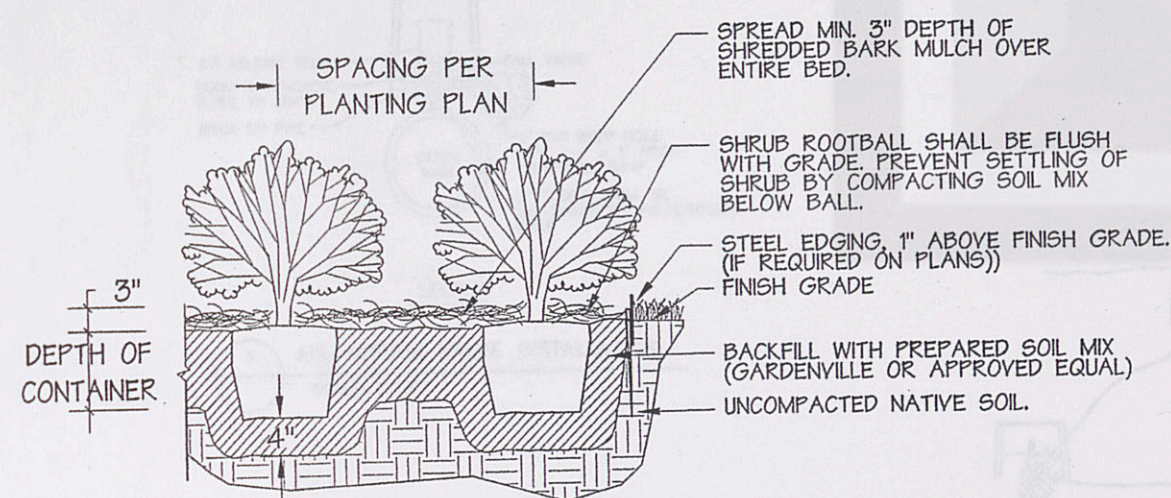 SPACING PER
PLANTING PLAN
SPREAD MIN. 3" DEPTH OF
SHREDDED BARK MULCH OVER
ENTIRE BED.
SHRUB ROOTBALL SHALL BE FLUSH
WITH GRADE. PREVENT SETTLING OF
SHRUB BY COMPACTING SOIL MIX
BELOW BALL.
STEEL EDGING, 1" ABOVE FINISH GRADE.
(IF REQUIRED ON PLANS))
FINISH GRADE
3"
DEPTH OF
CONTAINER
BACKFILL WITH PREPARED SOIL MIX
(GARDENVILLE OR APPROVED EQUAL)
UNCOMPACTED NATIVE SOIL.
4"